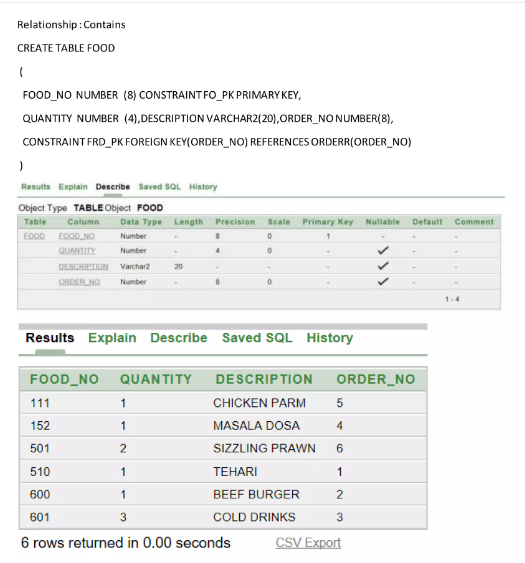 Relationship : Contains
CREATE TABLE FOOD
(
FOOD_NO NUMBER (8) CONSTRAINT FO_PK PRIMARY KEY,
QUANTITY NUMBER (4),DESCRIPTION VARCHAR2(20),ORDER_NO NUMBER(8),
CONSTRAINT FRD_PK FOREIGN KEY(ORDER_NO) REFERENCES ORDERR(ORDER_NO)
)
Results Explain Describe Saved SQL History
Object Type TABLE Object FOOD
Table Column Data Type Length Precision Scale Primary Key Nullable Default Comment
FOOD FOOD_NO Number - 8 0 1 - - -
QUANTITY Number - 4 0 - ✓ - -
DESCRIPTION Varchar2 20 - - - ✓ - -
ORDER_NO Number - 8 0 - ✓ - -
1 - 4
Results Explain Describe Saved SQL History
FOOD_NO QUANTITY DESCRIPTION ORDER_NO
111 1 CHICKEN PARM 5
152 1 MASALA DOSA 4
501 2 SIZZLING PRAWN 6
510 1 TEHARI 1
600 1 BEEF BURGER 2
601 3 COLD DRINKS 3
6 rows returned in 0.00 seconds CSV Export